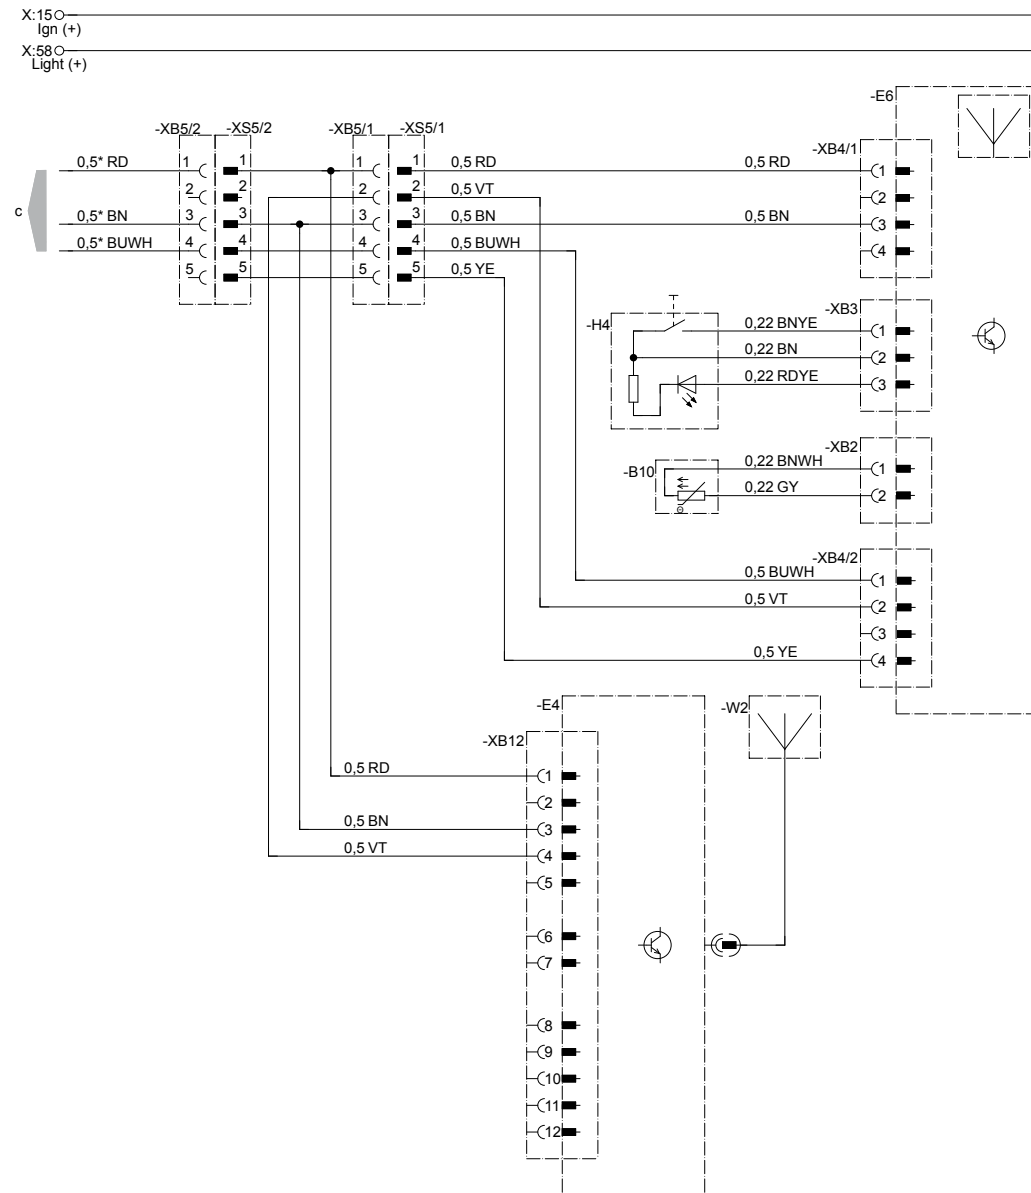 X:15
Ign (+)
X:58
Light (+)
-E6
-XB5/2 -XS5/2 -XB5/1 -XS5/1
-XB4/1
0,5* RD 1 1 1 1 0,5 RD 0,5 RD 1
2 2 2 2 0,5 VT 2
c
0,5* BN 3 3 3 3 0,5 BN 0,5 BN 3
0,5* BUWH 4 4 4 4 0,5 BUWH 4
5 5 5 5 0,5 YE
-XB3
-H4 0,22 BNYE 1
0,22 BN 2
0,22 RDYE 3
-XB2
-B10 0,22 BNWH 1
0,22 GY 2
-XB4/2
0,5 BUWH 1
0,5 VT 2
3
0,5 YE 4
-E4 -W2
-XB12
0,5 RD 1
2
0,5 BN 3
0,5 VT 4
5
6
7
8
9
10
11
12